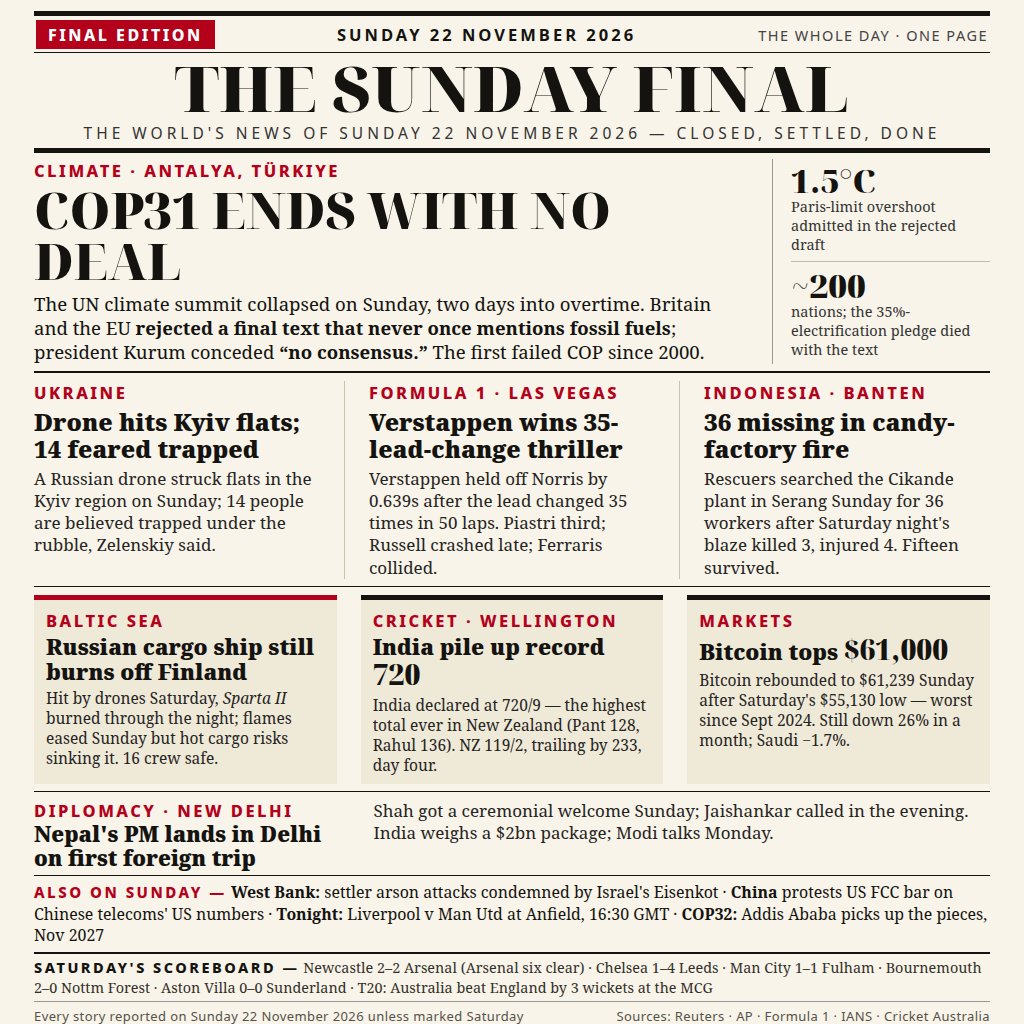 FINAL EDITION
SUNDAY 22 NOVEMBER 2026
THE WHOLE DAY · ONE PAGE
THE SUNDAY FINAL
THE WORLD'S NEWS OF SUNDAY 22 NOVEMBER 2026 — CLOSED, SETTLED, DONE
CLIMATE · ANTALYA, TÜRKIYE
COP31 ENDS WITH NO
DEAL
The UN climate summit collapsed on Sunday, two days into overtime. Britain
and the EU rejected a final text that never once mentions fossil fuels;
president Kurum conceded “no consensus.” The first failed COP since 2000.
1.5°C
Paris-limit overshoot
admitted in the rejected
draft
~200
nations; the 35%-
electrification pledge died
with the text
UKRAINE
Drone hits Kyiv flats;
14 feared trapped
A Russian drone struck flats in the
Kyiv region on Sunday; 14 people
are believed trapped under the
rubble, Zelenskiy said.
FORMULA 1 · LAS VEGAS
Verstappen wins 35-
lead-change thriller
Verstappen held off Norris by
0.639s after the lead changed 35
times in 50 laps. Piastri third;
Russell crashed late; Ferraris
collided.
INDONESIA · BANTEN
36 missing in candy-
factory fire
Rescuers searched the Cikande
plant in Serang Sunday for 36
workers after Saturday night's
blaze killed 3, injured 4. Fifteen
survived.
BALTIC SEA
Russian cargo ship still
burns off Finland
Hit by drones Saturday, Sparta II
burned through the night; flames
eased Sunday but hot cargo risks
sinking it. 16 crew safe.
CRICKET · WELLINGTON
India pile up record
720
India declared at 720/9 — the highest
total ever in New Zealand (Pant 128,
Rahul 136). NZ 119/2, trailing by 233,
day four.
MARKETS
Bitcoin tops $61,000
Bitcoin rebounded to $61,239 Sunday
after Saturday's $55,130 low — worst
since Sept 2024. Still down 26% in a
month; Saudi −1.7%.
DIPLOMACY · NEW DELHI
Nepal's PM lands in Delhi
on first foreign trip
Shah got a ceremonial welcome Sunday; Jaishankar called in the evening.
India weighs a $2bn package; Modi talks Monday.
ALSO ON SUNDAY — West Bank: settler arson attacks condemned by Israel's Eisenkot · China protests US FCC bar on
Chinese telecoms' US numbers · Tonight: Liverpool v Man Utd at Anfield, 16:30 GMT · COP32: Addis Ababa picks up the pieces,
Nov 2027
SATURDAY'S SCOREBOARD — Newcastle 2–2 Arsenal (Arsenal six clear) · Chelsea 1–4 Leeds · Man City 1–1 Fulham · Bournemouth
2–0 Nottm Forest · Aston Villa 0–0 Sunderland · T20: Australia beat England by 3 wickets at the MCG
Every story reported on Sunday 22 November 2026 unless marked Saturday
Sources: Reuters · AP · Formula 1 · IANS · Cricket Australia